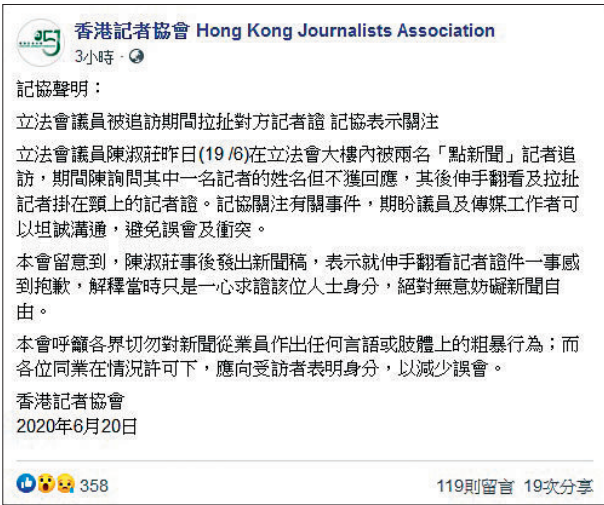 香港記者協會 Hong Kong Journalists Association
3小時 ·
記協聲明：
立法會議員被追訪期間拉扯對方記者證 記協表示關注
立法會議員陳淑莊昨日(19 /6)在立法會大樓內被兩名「點新聞」記者追
訪，期間陳詢問其中一名記者的姓名但不獲回應，其後伸手翻看及拉扯
記者掛在頸上的記者證。記協關注有關事件，期盼議員及傳媒工作者可
以坦誠溝通，避免誤會及衝突。
本會留意到，陳淑莊事後發出新聞稿，表示就伸手翻看記者證件一事感
到抱歉，解釋當時只是一心求證該位人士身分，絕對無意妨礙新聞自
由。
本會呼籲各界切勿對新聞從業員作出任何言語或肢體上的粗暴行為；而
各位同業在情況許可下，應向受訪者表明身分，以減少誤會。
香港記者協會
2020年6月20日
358 119則留言 19次分享